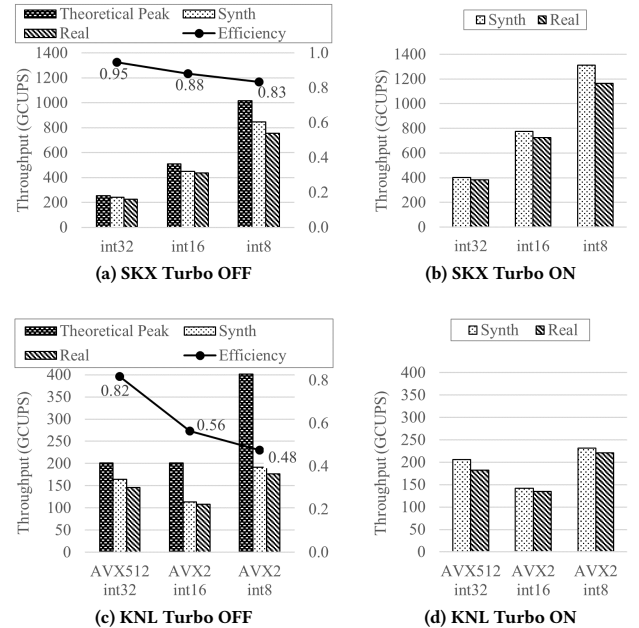 Theoretical Peak Synth
Real Efficiency
Throughput (GCUPS)
1400
1200
1000
800
600
400
200
0
1.0
0.8
0.6
0.4
0.2
0.0
0.95
0.88
0.83
int32 int16 int8
(a) SKX Turbo OFF
Synth Real
Throughput (GCUPS)
1400
1200
1000
800
600
400
200
0
int32 int16 int8
(b) SKX Turbo ON
Theoretical Peak Synth
Real Efficiency
Throughput (GCUPS)
400
350
300
250
200
150
100
50
0
0.8
0.6
0.4
0.2
0.0
0.82
0.56
0.48
AVX512 AVX2 AVX2
int32 int16 int8
(c) KNL Turbo OFF
Synth Real
Throughput (GCUPS)
400
350
300
250
200
150
100
50
0
AVX512 AVX2 AVX2
int32 int16 int8
(d) KNL Turbo ON